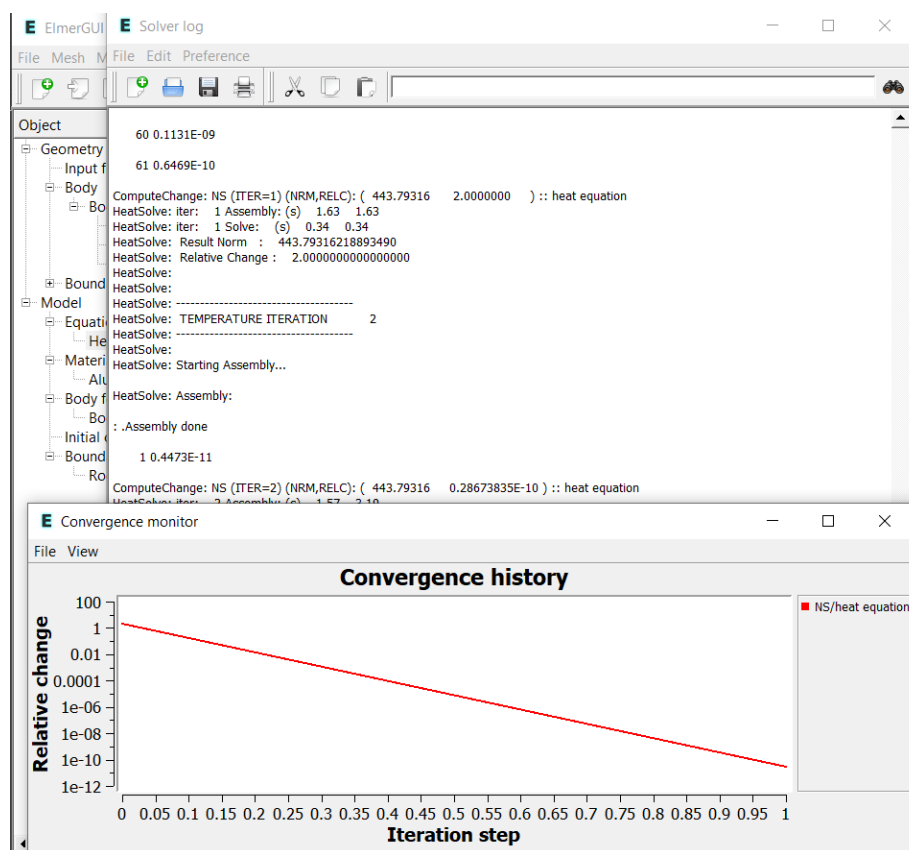 E ElmerGUI
E Solver log
File Mesh M
File Edit Preference
Object
Geometry
Input f
Body
Bo
Bound
Model
Equati
He
Materi
Alu
Body f
Bo
Initial
Bound
Ro
60 0.1131E-09
61 0.6469E-10
ComputeChange: NS (ITER=1) (NRM,RELC): ( 443.79316 2.0000000 ) :: heat equation
HeatSolve: iter: 1 Assembly: (s) 1.63 1.63
HeatSolve: iter: 1 Solve: (s) 0.34 0.34
HeatSolve: Result Norm : 443.79316218893490
HeatSolve: Relative Change : 2.0000000000000000
HeatSolve:
HeatSolve:
HeatSolve: -------------------------------------
HeatSolve: TEMPERATURE ITERATION 2
HeatSolve: -------------------------------------
HeatSolve:
HeatSolve: Starting Assembly...
HeatSolve: Assembly:
: .Assembly done
1 0.4473E-11
ComputeChange: NS (ITER=2) (NRM,RELC): ( 443.79316 0.28673835E-10 ) :: heat equation
HeatSolve: iter: 2 Assembly: (s) 1.57 3.19
E Convergence monitor
File View
Convergence history
NS/heat equation
Relative change
100
1
0.01
0.0001
1e-06
1e-08
1e-10
1e-12
0 0.05 0.1 0.15 0.2 0.25 0.3 0.35 0.4 0.45 0.5 0.55 0.6 0.65 0.7 0.75 0.8 0.85 0.9 0.95 1
Iteration step